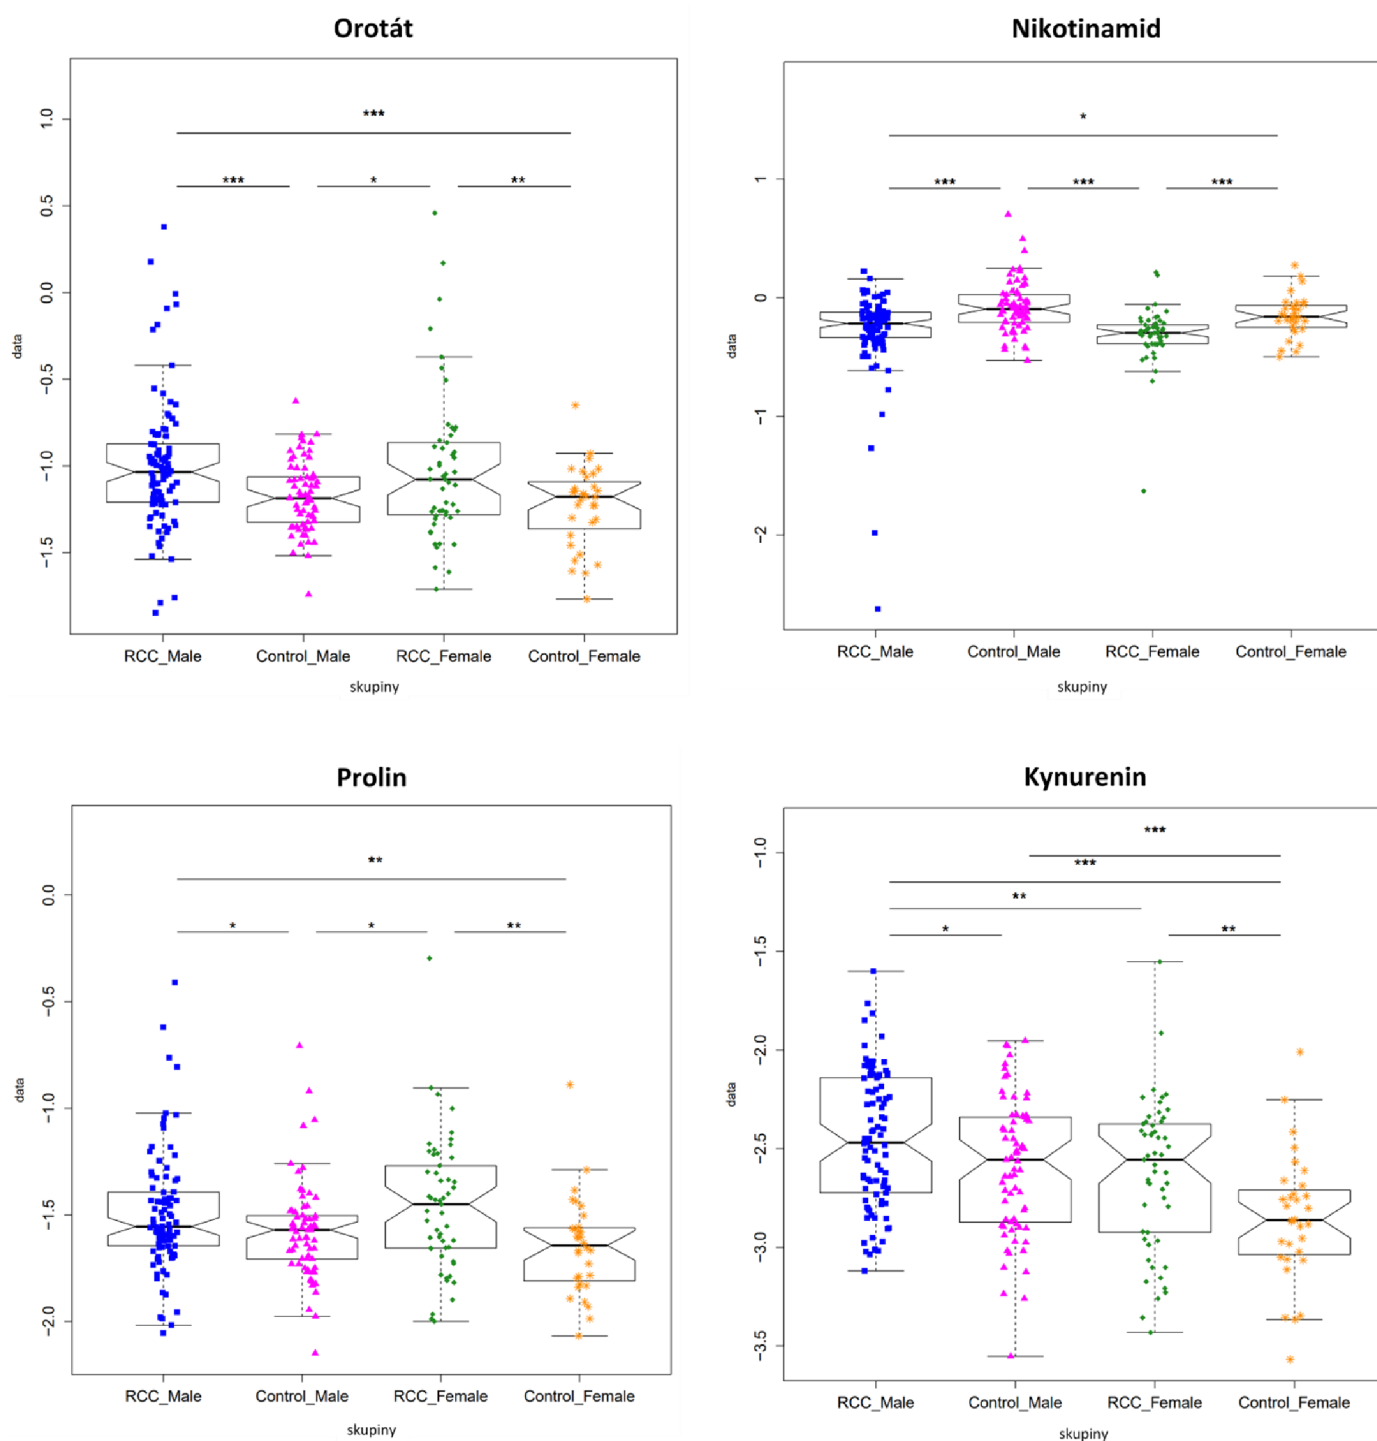 Orotát
***
*** * **
1.0
0.5
0.0
−0.5
−1.0
−1.5
data
RCC_Male Control_Male RCC_Female Control_Female
skupiny
Nikotinamid
*
*** *** ***
1
0
−1
−2
data
RCC_Male Control_Male RCC_Female Control_Female
skupiny
Prolin
**
* * **
0.0
−0.5
−1.0
−1.5
−2.0
data
RCC_Male Control_Male RCC_Female Control_Female
skupiny
Kynurenin
***
***
**
* **
−1.0
−1.5
−2.0
−2.5
−3.0
−3.5
data
RCC_Male Control_Male RCC_Female Control_Female
skupiny